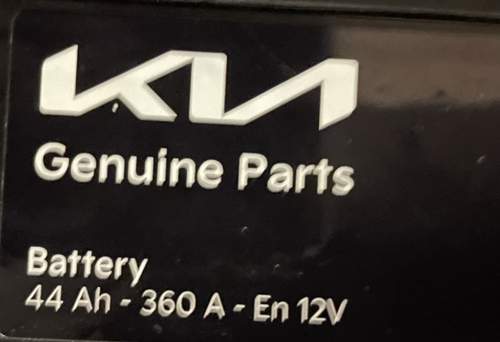 KIA
Genuine Parts
Battery
44 Ah - 360 A - En 12V